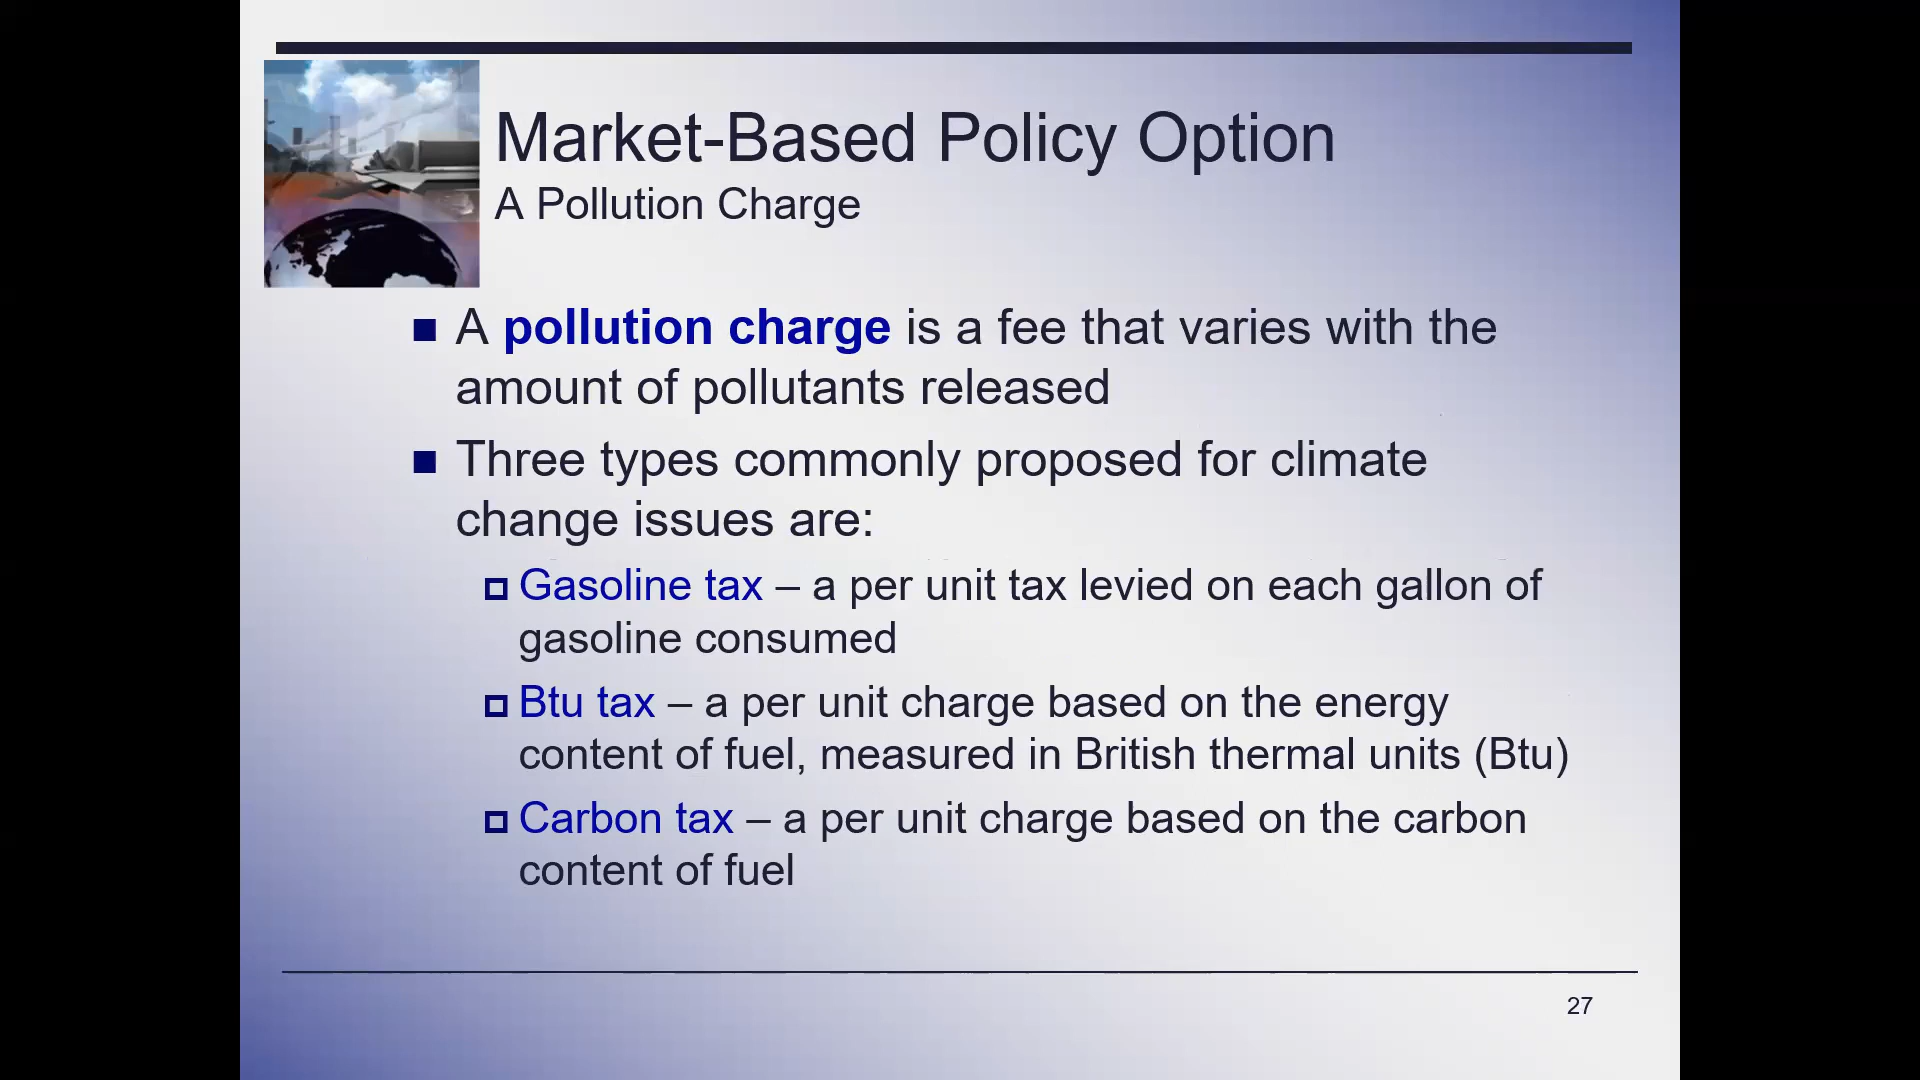 Market-Based Policy Option
A Pollution Charge
A pollution charge is a fee that varies with the
amount of pollutants released
Three types commonly proposed for climate
change issues are:
Gasoline tax – a per unit tax levied on each gallon of
gasoline consumed
Btu tax – a per unit charge based on the energy
content of fuel, measured in British thermal units (Btu)
Carbon tax – a per unit charge based on the carbon
content of fuel
27